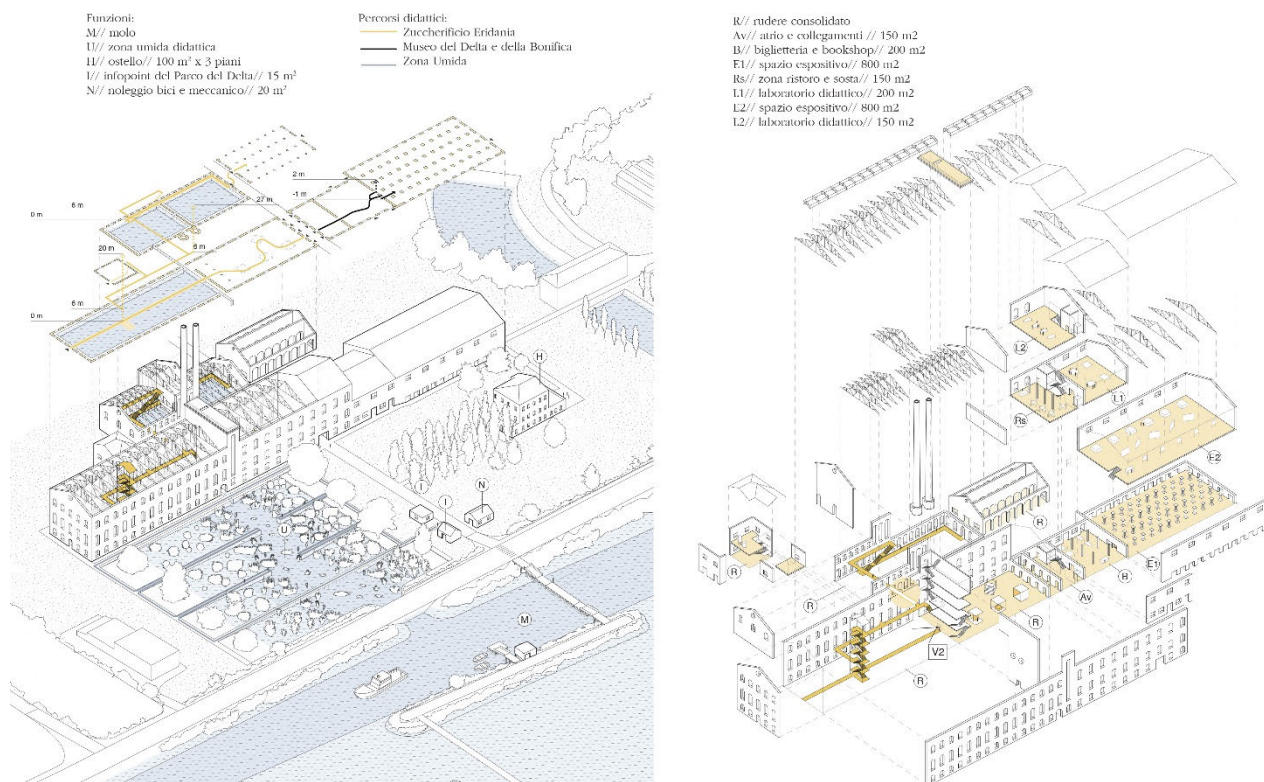 Funzioni:
M// molo
U// zona umida didattica
H// ostello// 100 m² x 3 piani
I// infopoint del Parco del Delta// 15 m²
N// noleggio bici e meccanico// 20 m²
Percorsi didattici:
Zuccherificio Eridania
Museo del Delta e della Bonifica
Zona Umida
2 m
-1 m
6 m
27 m
0 m
20 m
6 m
6 m
0 m
H
N
I
U
M
R// rudere consolidato
Av// atrio e collegamenti // 150 m2
B// biglietteria e bookshop// 200 m2
E1// spazio espositivo// 800 m2
Rs// zona ristoro e sosta// 150 m2
L1// laboratorio didattico// 200 m2
E2// spazio espositivo// 800 m2
L2// laboratorio didattico// 150 m2
L2
L1
Rs
E2
R
E1
R
B
Av
R
R
V2
R